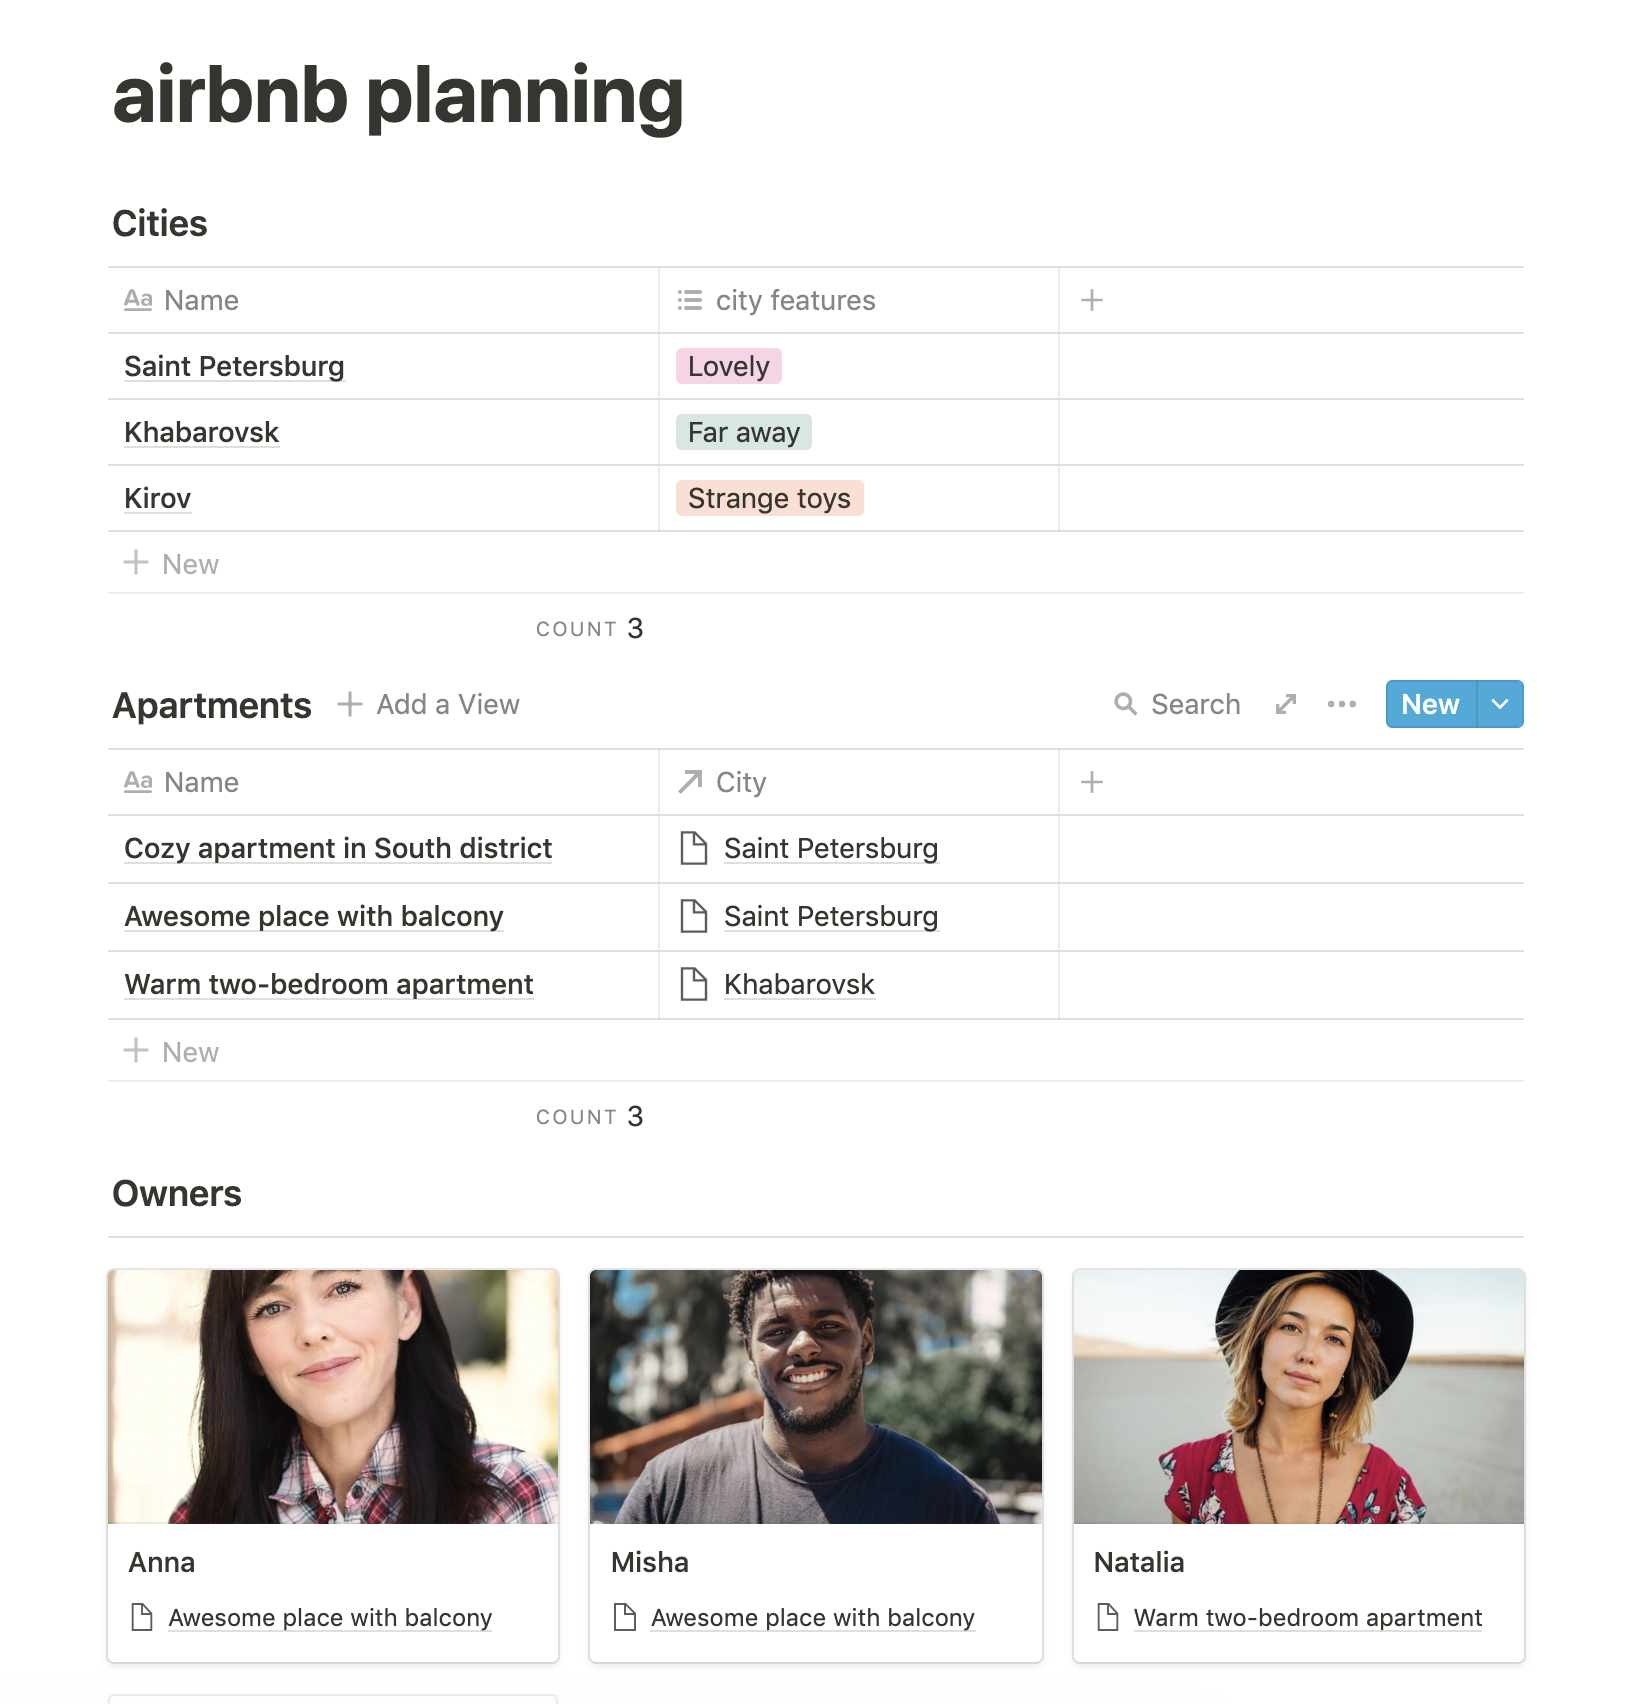 airbnb planning
Cities
Aa Name city features +
Saint Petersburg Lovely
Khabarovsk Far away
Kirov Strange toys
+ New
COUNT 3
Apartments + Add a View Search ••• New
Aa Name City +
Cozy apartment in South district Saint Petersburg
Awesome place with balcony Saint Petersburg
Warm two-bedroom apartment Khabarovsk
+ New
COUNT 3
Owners
Anna Misha Natalia
Awesome place with balcony Awesome place with balcony Warm two-bedroom apartment